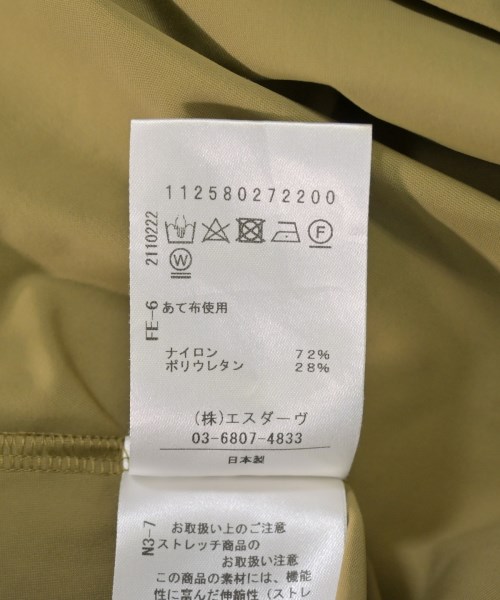 112580272200
2110222
F
W
FE-6
あて布使用
ナイロン 72%
ポリウレタン 28%
(株)エスダーヴ
03-6807-4833
日本製
N3-7
お取扱い上のご注意
ストレッチ商品の
お取扱い注意
この商品の素材には、機能
性に富んだ伸縮性(ストレ